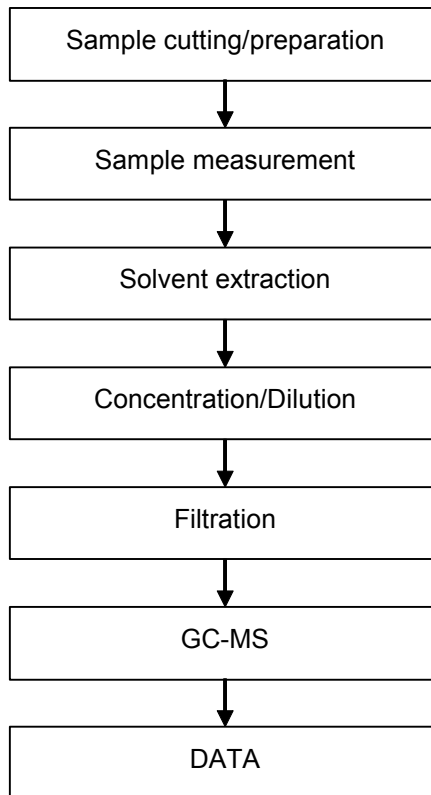 Sample cutting/preparation
Sample measurement
Solvent extraction
Concentration/Dilution
Filtration
GC-MS
DATA